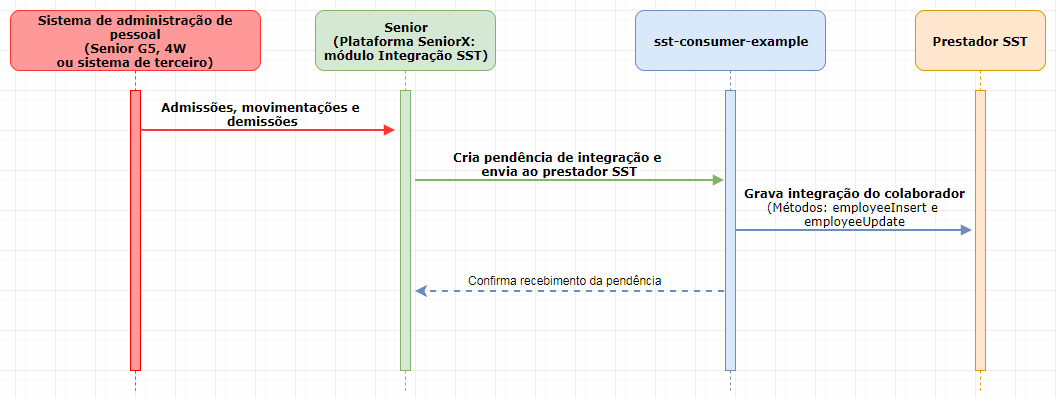 Sistema de administração de
pessoal
(Senior G5, 4W
ou sistema de terceiro)
Senior
(Plataforma SeniorX:
módulo Integração SST)
sst-consumer-example
Prestador SST
Admissões, movimentações e
demissões
Cria pendência de integração e
envia ao prestador SST
Grava integração do colaborador
(Métodos: employeeInsert e
employeeUpdate
Confirma recebimento da pendência